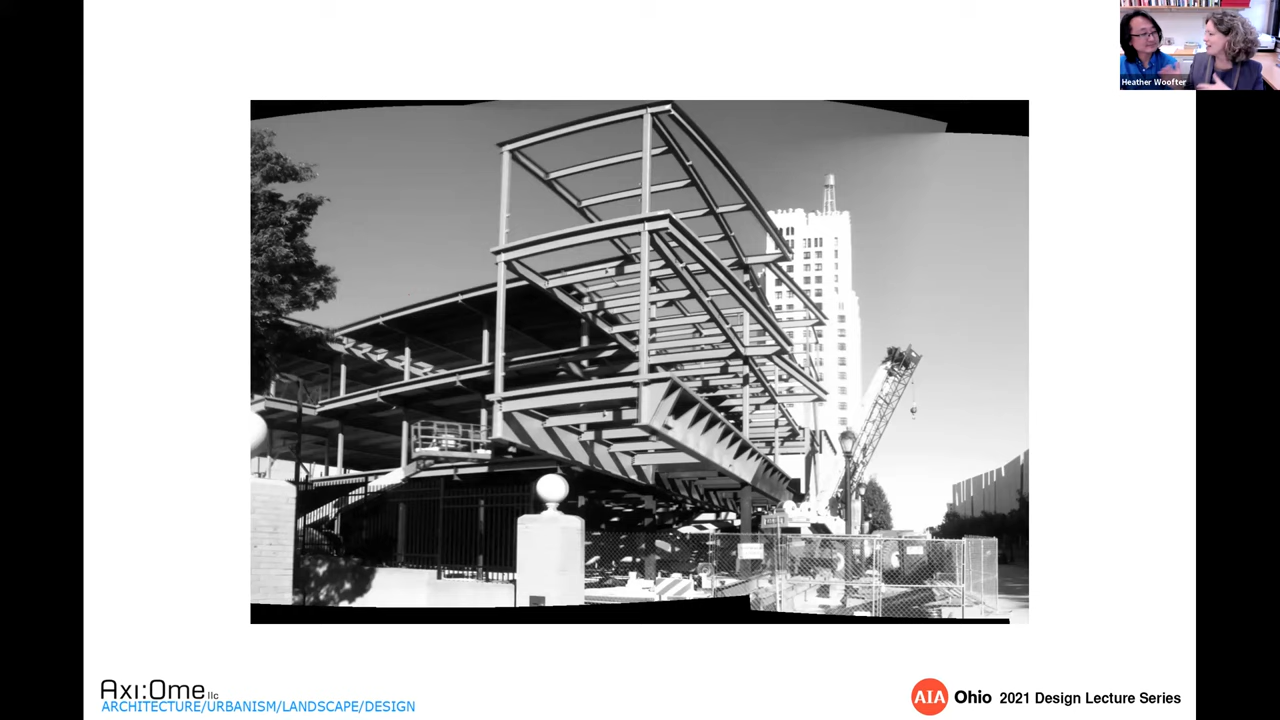 Heather Woofter
Axi:Ome llc
ARCHITECTURE/URBANISM/LANDSCAPE/DESIGN
AIA Ohio 2021 Design Lecture Series